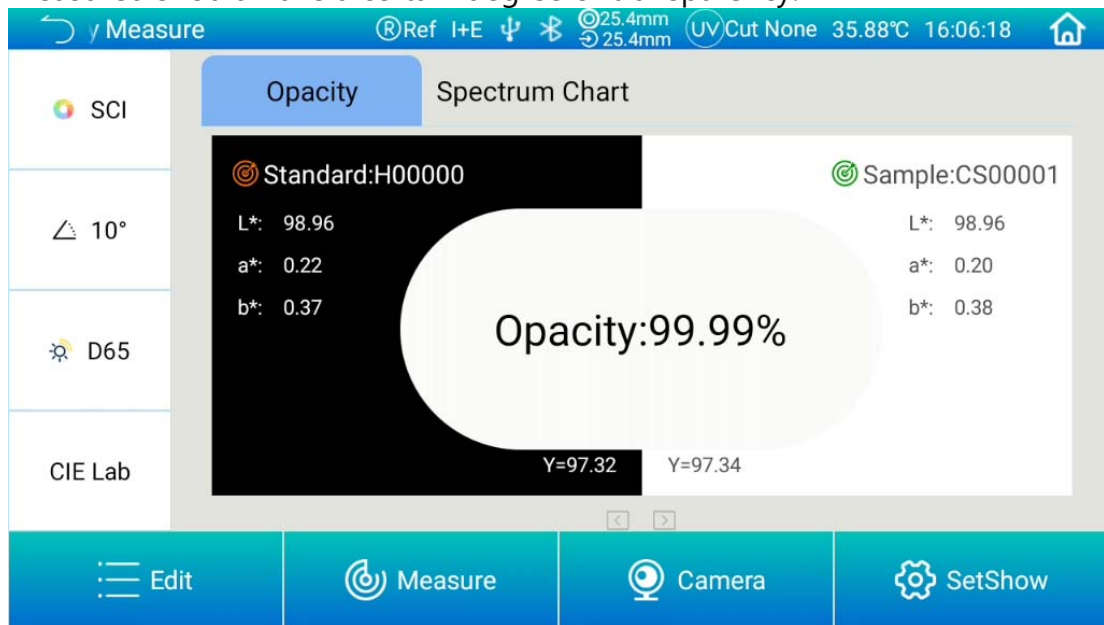 y Measure ®Ref I+E 25.4mm 25.4mm UV Cut None 35.88℃ 16:06:18
SCI
10°
D65
CIE Lab
Opacity Spectrum Chart
Standard:H00000
L*: 98.96
a*: 0.22
b*: 0.37
Sample:CS00001
L*: 98.96
a*: 0.20
b*: 0.38
Opacity:99.99%
Y=97.32 Y=97.34
Edit Measure Camera SetShow